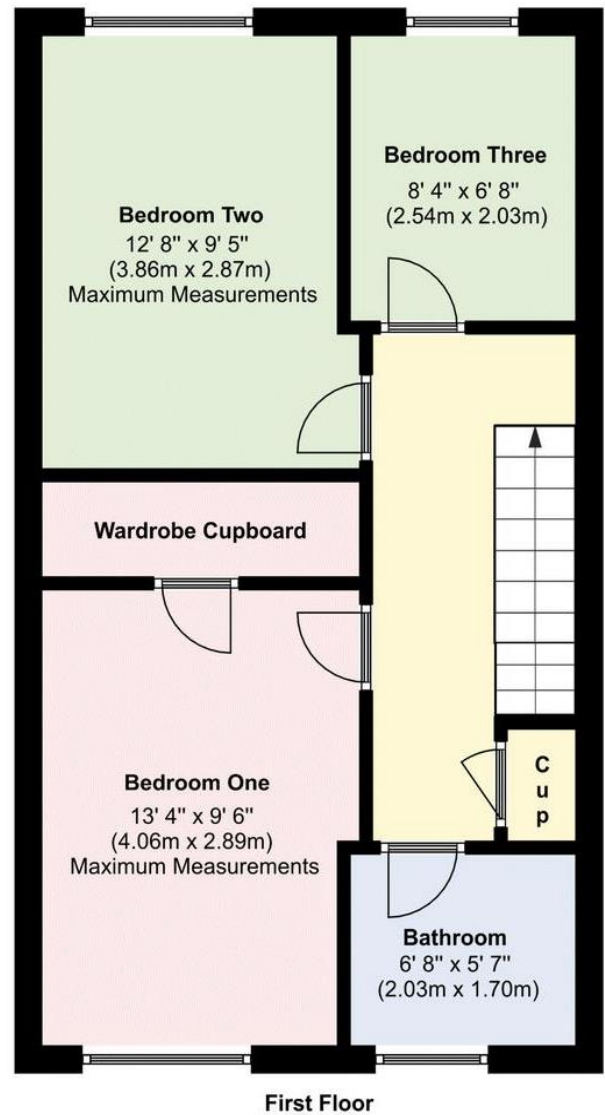 Bedroom Two
12' 8" x 9' 5"
(3.86m x 2.87m)
Maximum Measurements
Bedroom Three
8' 4" x 6' 8"
(2.54m x 2.03m)
Wardrobe Cupboard
Bedroom One
13' 4" x 9' 6"
(4.06m x 2.89m)
Maximum Measurements
C
u
p
Bathroom
6' 8" x 5' 7"
(2.03m x 1.70m)
First Floor